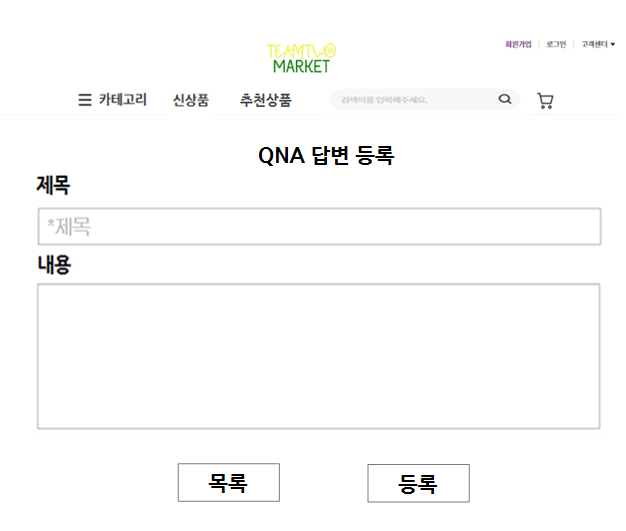 회원가입 로그인 고객센터 ▼
TEAMTWO
MARKET
☰ 카테고리 신상품 추천상품 검색어를 입력해주세요.
QNA 답변 등록
제목
*제목
내용
목록 등록